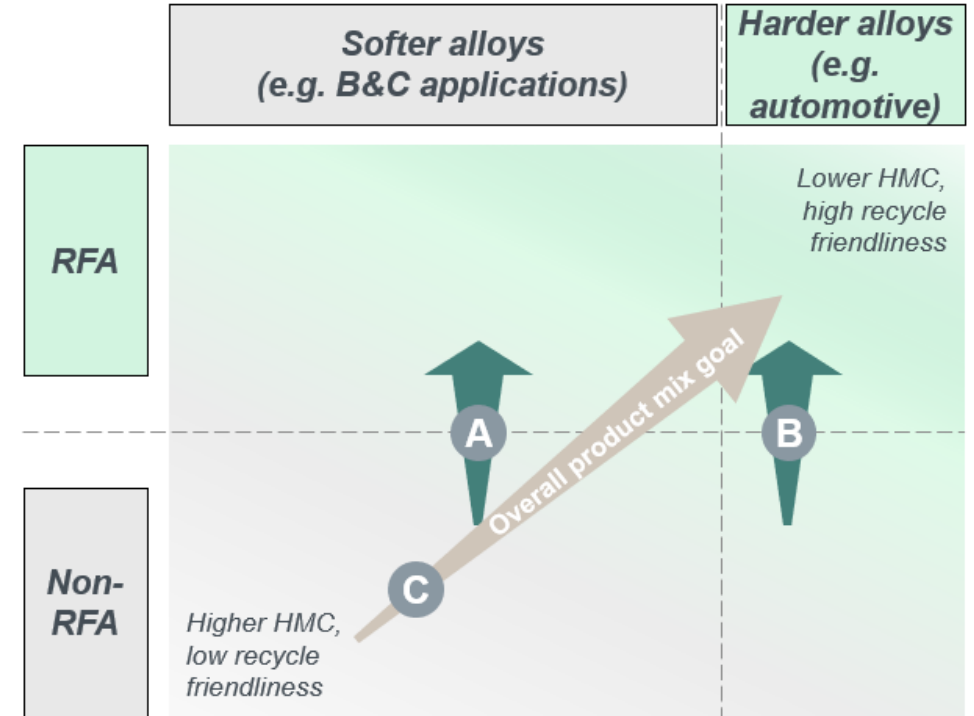 Softer alloys
(e.g. B&C applications)
Harder alloys
(e.g.
automotive)
Lower HMC,
high recycle
friendliness
RFA
Overall product mix goal
A
B
C
Non-
RFA
Higher HMC,
low recycle
friendliness